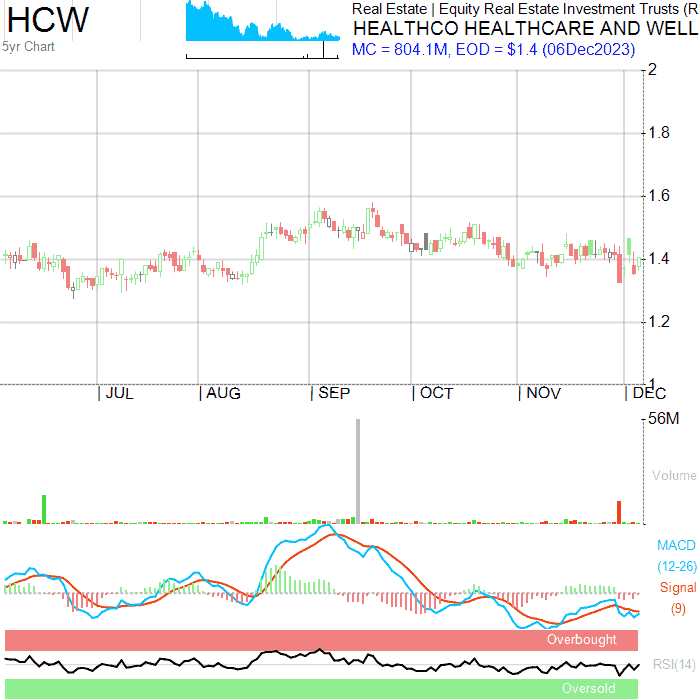 HCW
5yr Chart
Real Estate | Equity Real Estate Investment Trusts (R
HEALTHCO HEALTHCARE AND WELL
MC = 804.1M, EOD = $1.4 (06Dec2023)
2
1.8
1.6
1.4
1.2
1
| JUL | AUG | SEP | OCT | NOV | DEC
56M
Volume
MACD
(12-26)
Signal
(9)
Overbought
RSI(14)
Oversold